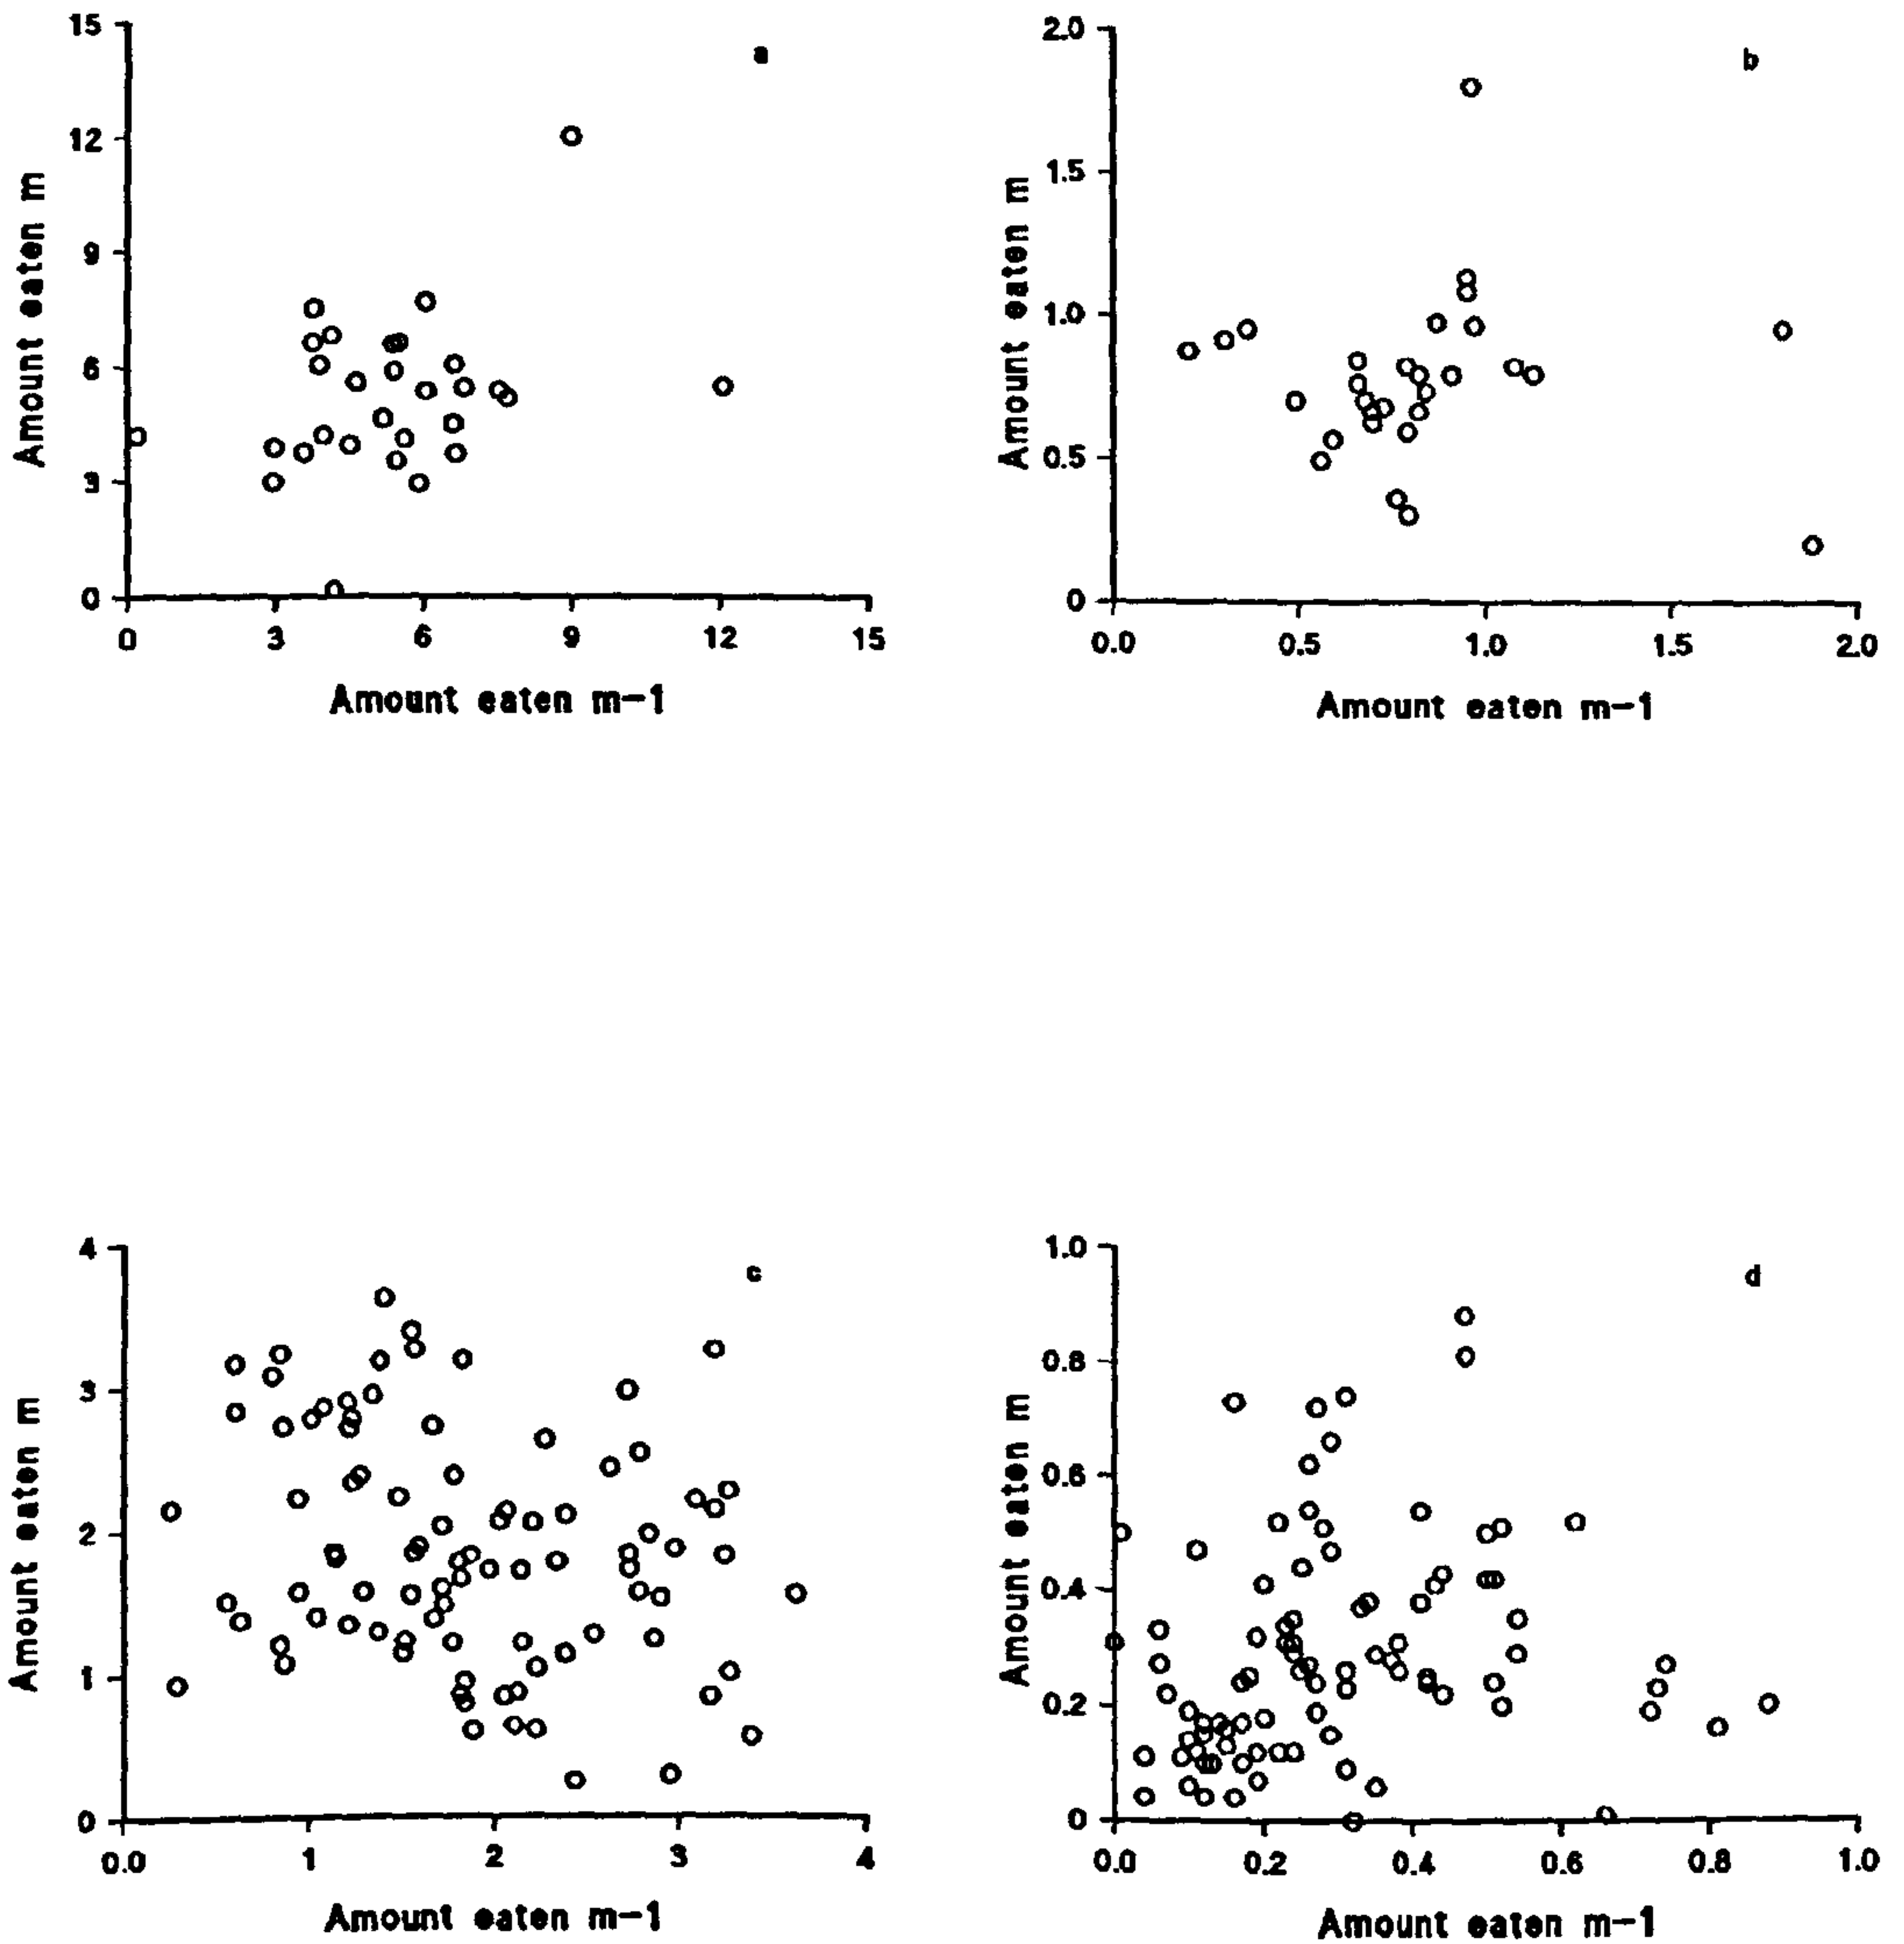 a
Amount eaten m
15
12
9
6
3
0
0 3 6 9 12 15
Amount eaten m-1
b
Amount eaten m
2.0
1.5
1.0
0.5
0
0.0 0.5 1.0 1.5 2.0
Amount eaten m-1
c
Amount eaten m
4
3
2
1
0
0.0 1 2 3 4
Amount eaten m-1
d
Amount eaten m
1.0
0.8
0.6
0.4
0.2
0
0.0 0.2 0.4 0.6 0.8 1.0
Amount eaten m-1